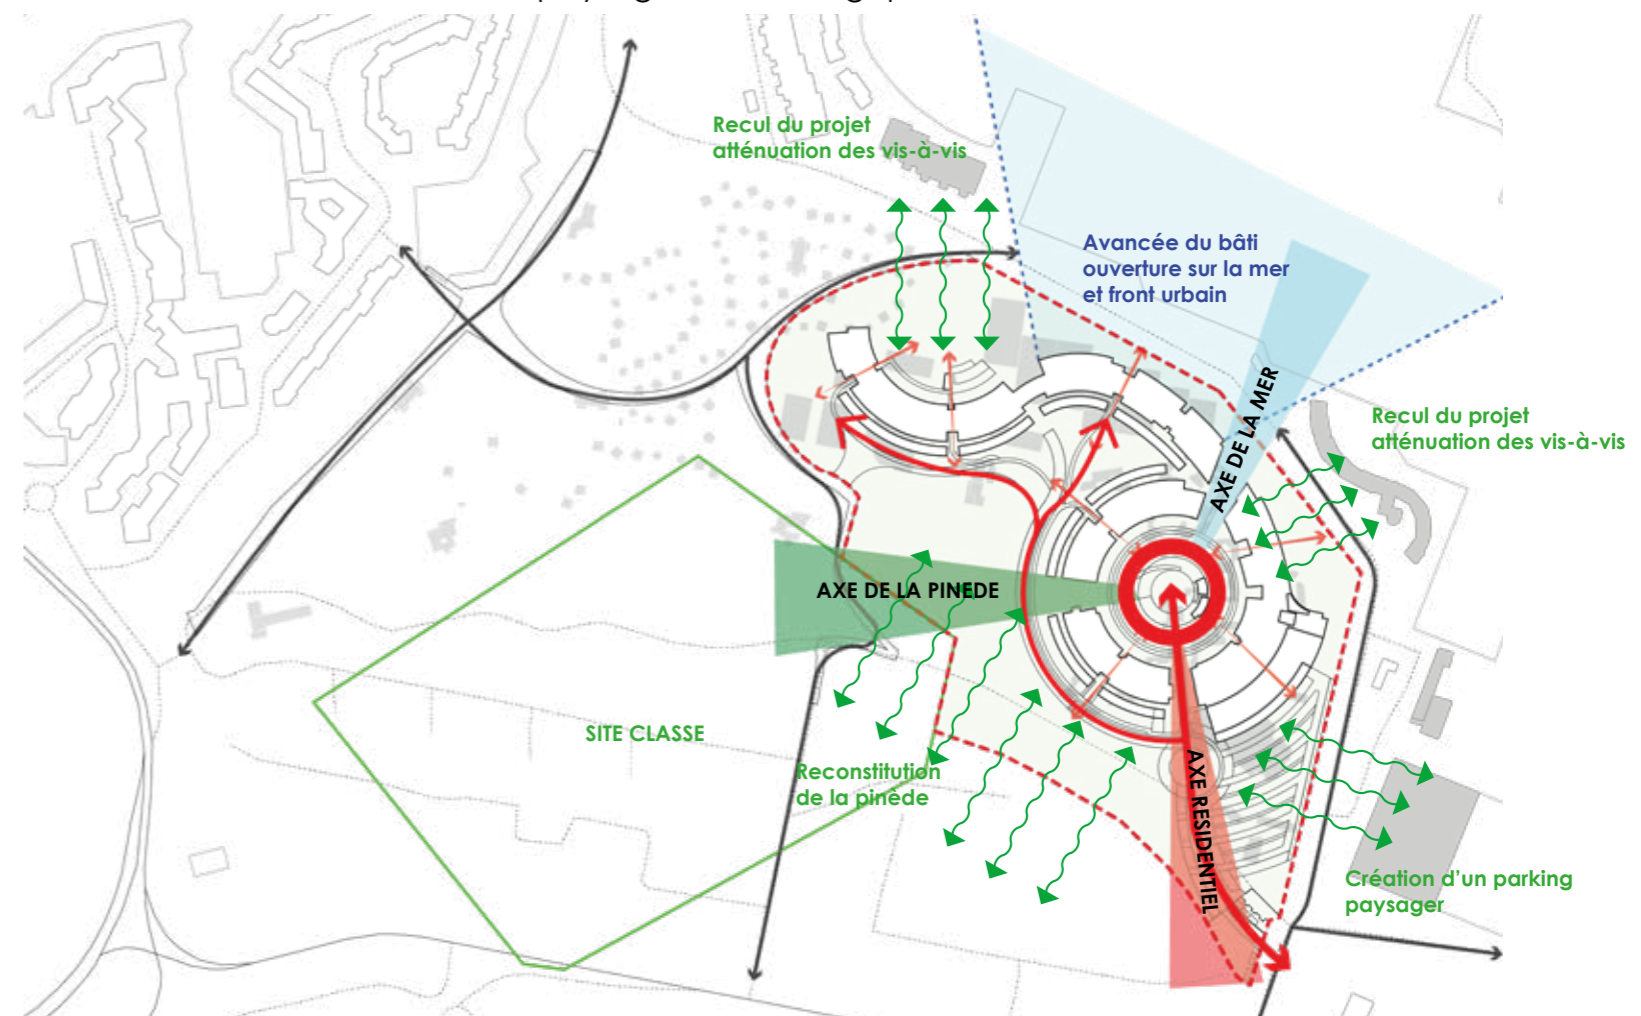 Recul du projet
atténuation des vis-à-vis
Avancée du bâti
ouverture sur la mer
et front urbain
AXE DE LA MER
Recul du projet
atténuation des vis-à-vis
AXE DE LA PINEDE
SITE CLASSE
Reconstitution
de la pinède
AXE RESIDENTIEL
Création d'un parking
paysager